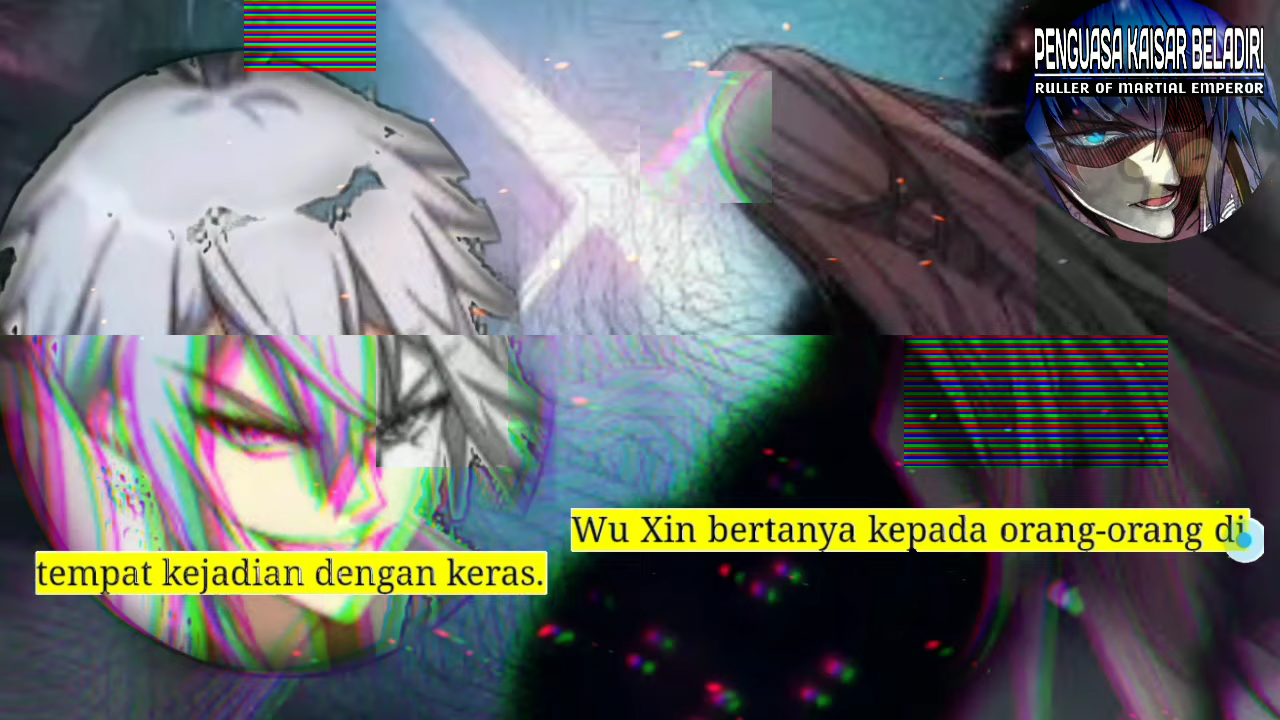 PENGUASA KAISAR BELADIRI
RULLER OF MARTIAL EMPEROR
Wu Xin bertanya kepada orang-orang di
tempat kejadian dengan keras.